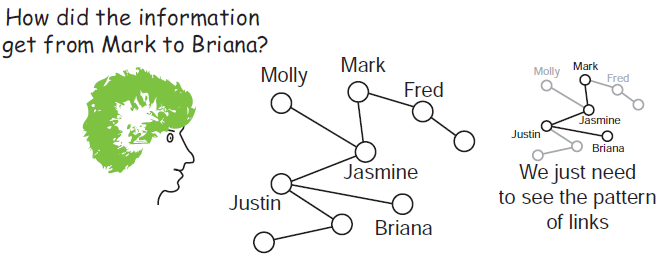 How did the information
get from Mark to Briana?
Molly
Mark
Fred
Jasmine
Justin
Briana
Molly
Mark
Fred
Jasmine
Justin
Briana
We just need
to see the pattern
of links